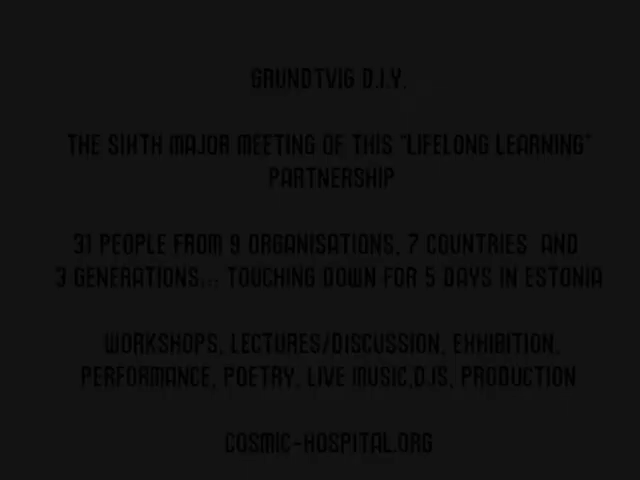 GRUNDTVIG D.I.Y.
THE SIXTH MAJOR MEETING OF THIS "LIFELONG LEARNING"
PARTNERSHIP
31 PEOPLE FROM 9 ORGANISATIONS, 7 COUNTRIES AND
3 GENERATIONS... TOUCHING DOWN FOR 5 DAYS IN ESTONIA
WORKSHOPS, LECTURES/DISCUSSION, EXHIBITION,
PERFORMANCE, POETRY, LIVE MUSIC,DJS, PRODUCTION
COSMIC-HOSPITAL.ORG